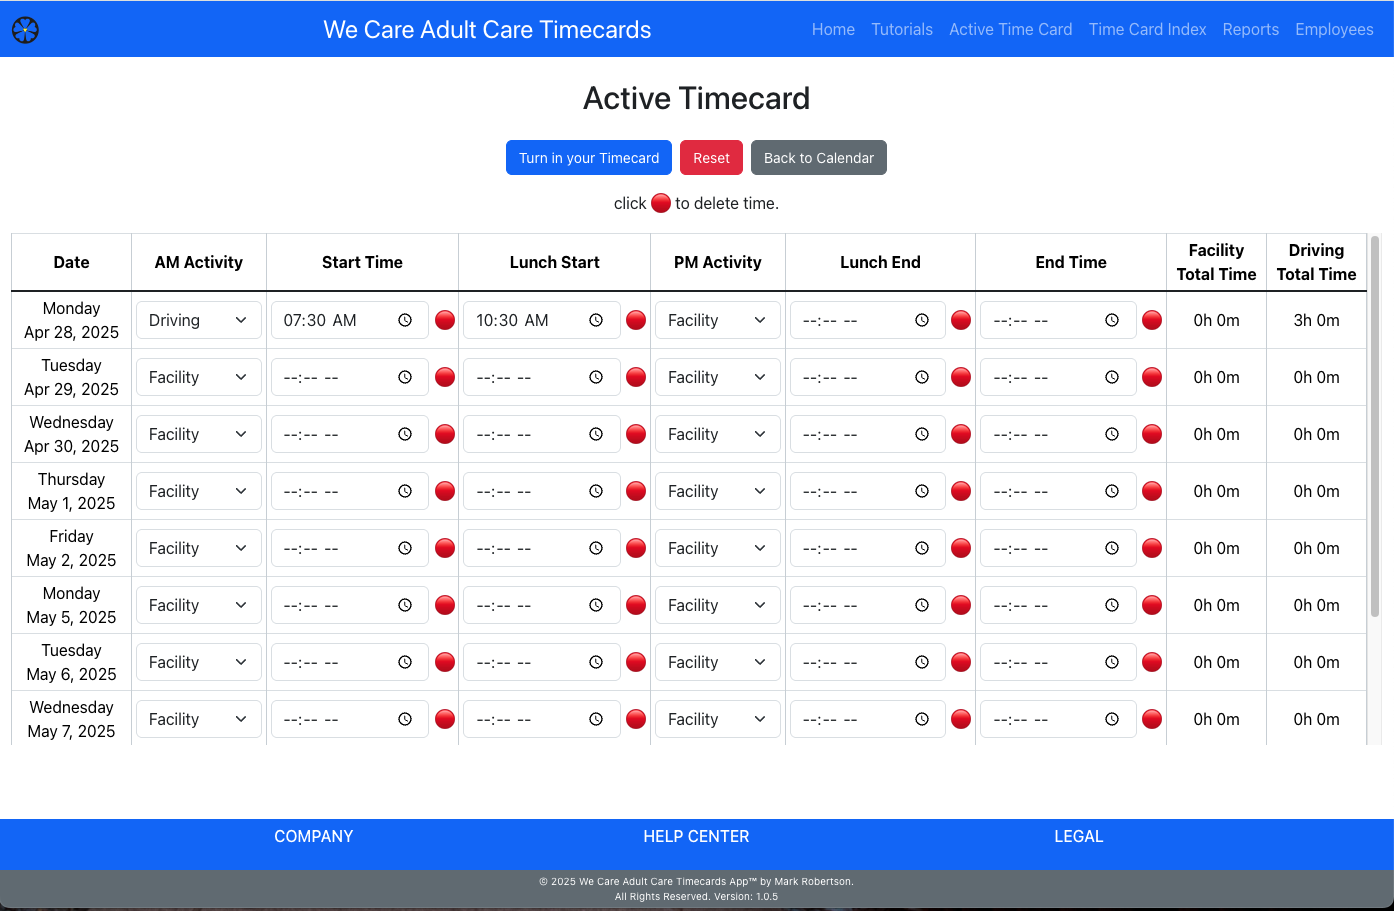 We Care Adult Care Timecards Home Tutorials Active Time Card Time Card Index Reports Employees
Active Timecard
Turn in your Timecard Reset Back to Calendar
click to delete time.
Date AM Activity Start Time Lunch Start PM Activity Lunch End End Time Facility Total Time Driving Total Time
Monday Apr 28, 2025 Driving 07:30 AM 10:30 AM Facility --:-- -- --:-- -- 0h 0m 3h 0m
Tuesday Apr 29, 2025 Facility --:-- -- --:-- -- Facility --:-- -- --:-- -- 0h 0m 0h 0m
Wednesday Apr 30, 2025 Facility --:-- -- --:-- -- Facility --:-- -- --:-- -- 0h 0m 0h 0m
Thursday May 1, 2025 Facility --:-- -- --:-- -- Facility --:-- -- --:-- -- 0h 0m 0h 0m
Friday May 2, 2025 Facility --:-- -- --:-- -- Facility --:-- -- --:-- -- 0h 0m 0h 0m
Monday May 5, 2025 Facility --:-- -- --:-- -- Facility --:-- -- --:-- -- 0h 0m 0h 0m
Tuesday May 6, 2025 Facility --:-- -- --:-- -- Facility --:-- -- --:-- -- 0h 0m 0h 0m
Wednesday May 7, 2025 Facility --:-- -- --:-- -- Facility --:-- -- --:-- -- 0h 0m 0h 0m
COMPANY HELP CENTER LEGAL
© 2025 We Care Adult Care Timecards App™ by Mark Robertson.
All Rights Reserved. Version: 1.0.5